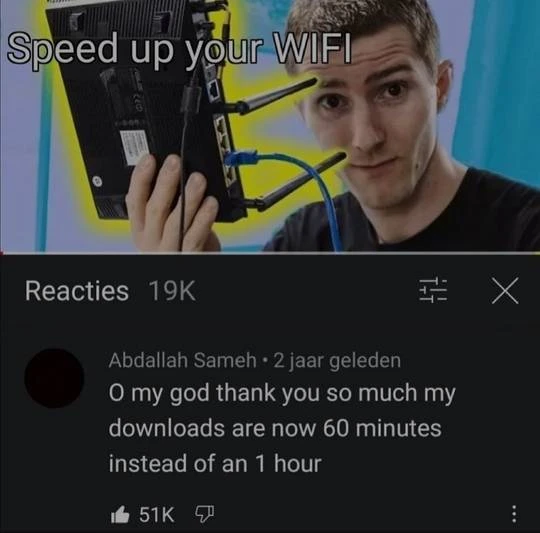 Speed up your WIFI
Reacties 19K
Abdallah Sameh • 2 jaar geleden
O my god thank you so much my
downloads are now 60 minutes
instead of an 1 hour
51K